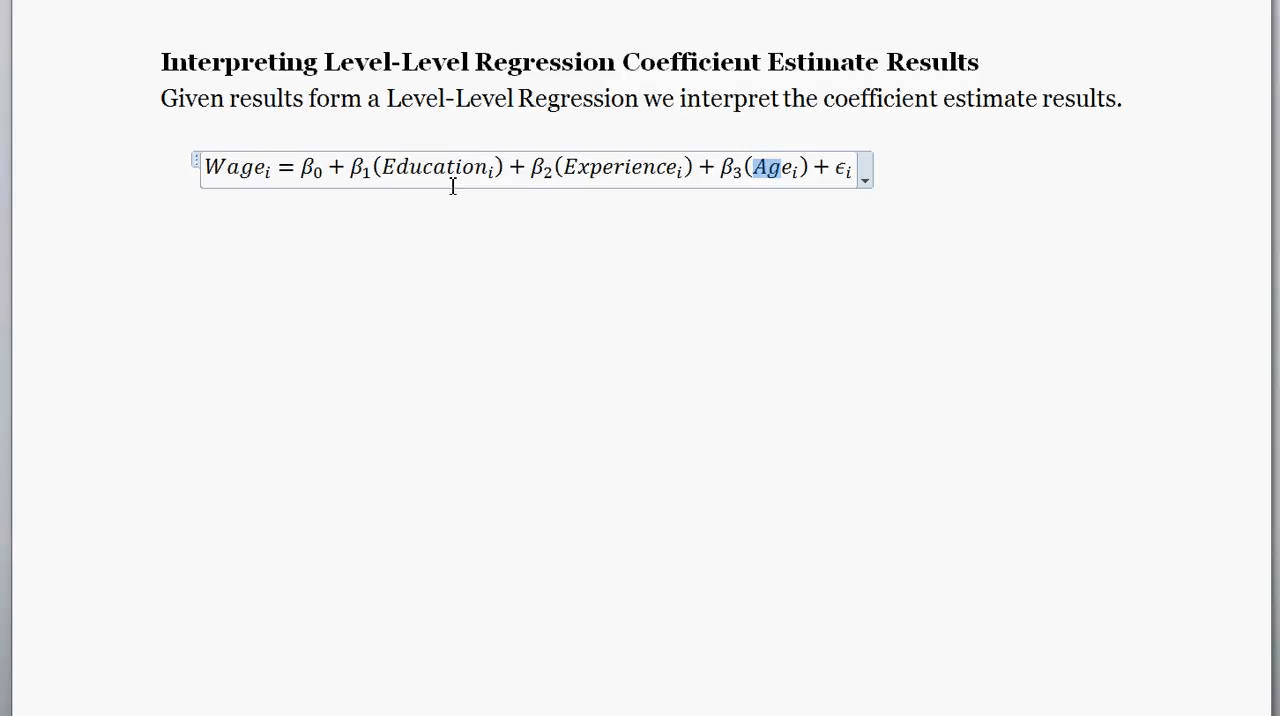 Interpreting Level-Level Regression Coefficient Estimate Results
Given results form a Level-Level Regression we interpret the coefficient estimate results.
Wageᵢ = β₀ + β₁(Educationᵢ) + β₂(Experienceᵢ) + β₃(Ageᵢ) + ϵᵢ